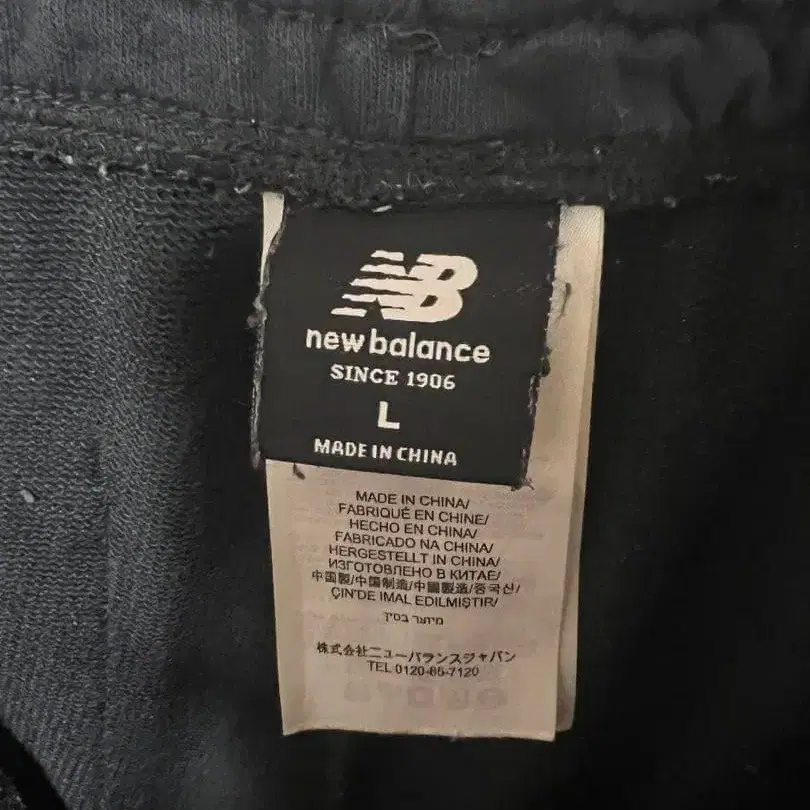 NB
new balance
SINCE 1906
L
MADE IN CHINA
MADE IN CHINA/
FABRIQUÉ EN CHINE/
HECHO EN CHINA/
FABRICADO NA CHINA/
HERGESTELLT IN CHINA/
ИЗГОТОВЛЕНО В КИТАЕ/
中国製/中国制造/中國製造/중국산/
ÇIN'DE IMAL EDILMIŞTIR/
מיוצר בסין
株式会社ニューバランスジャパン
TEL 0120-85-7120